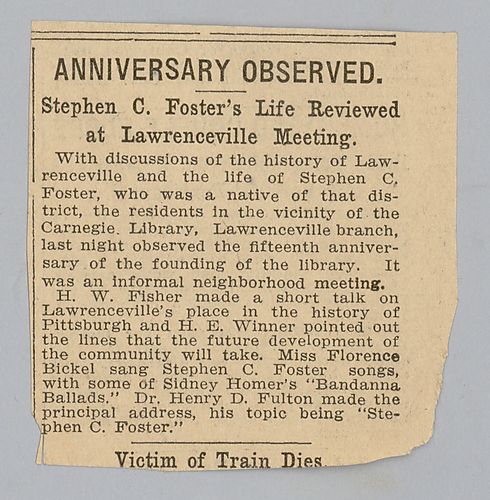 ANNIVERSARY OBSERVED.
Stephen C. Foster's Life Reviewed
at Lawrenceville Meeting.
With discussions of the history of Law-
renceville and the life of Stephen C.
Foster, who was a native of that dis-
trict, the residents in the vicinity of the
Carnegie. Library, Lawrenceville branch,
last night observed the fifteenth anniver-
sary of the founding of the library. It
was an informal neighborhood meeting.
H. W. Fisher made a short talk on
Lawrenceville's place in the history of
Pittsburgh and H. E. Winner pointed out
the lines that the future development of
the community will take. Miss Florence
Bickel sang Stephen C. Foster songs,
with some of Sidney Homer's "Bandanna
Ballads." Dr. Henry D. Fulton made the
principal address, his topic being "Ste-
phen C. Foster."
Victim of Train Dies.